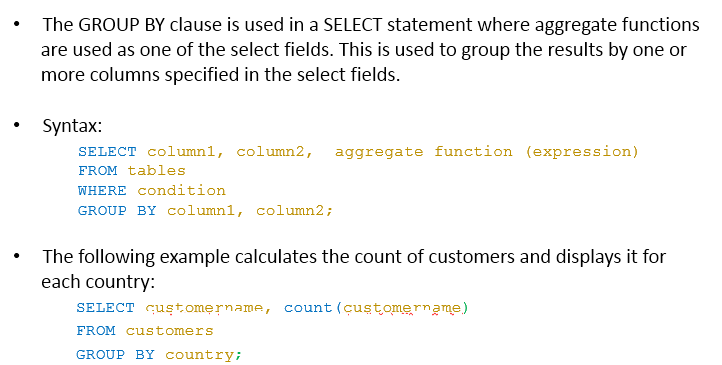 • The GROUP BY clause is used in a SELECT statement where aggregate functions
are used as one of the select fields. This is used to group the results by one or
more columns specified in the select fields.
• Syntax:
SELECT column1, column2,  aggregate function (expression)
FROM tables
WHERE condition
GROUP BY column1, column2;
• The following example calculates the count of customers and displays it for
each country:
SELECT customername, count(customername)
FROM customers
GROUP BY country;